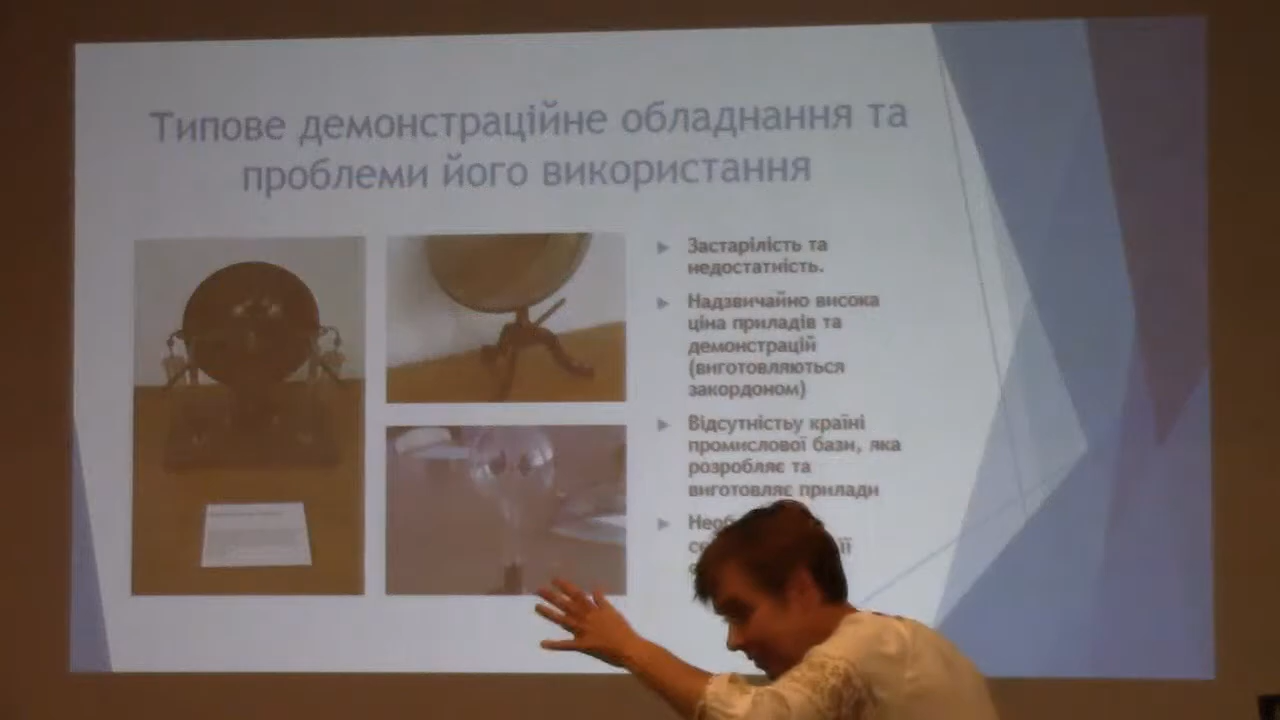 Типове демонстраційне обладнання та
проблеми його використання
Застарілість та
недостатність.
Надзвичайно висока
ціна приладів та
демонстрацій
(виготовляються
закордоном)
Відсутністьу країні
промислової бази, яка
розробляє та
виготовляє прилади